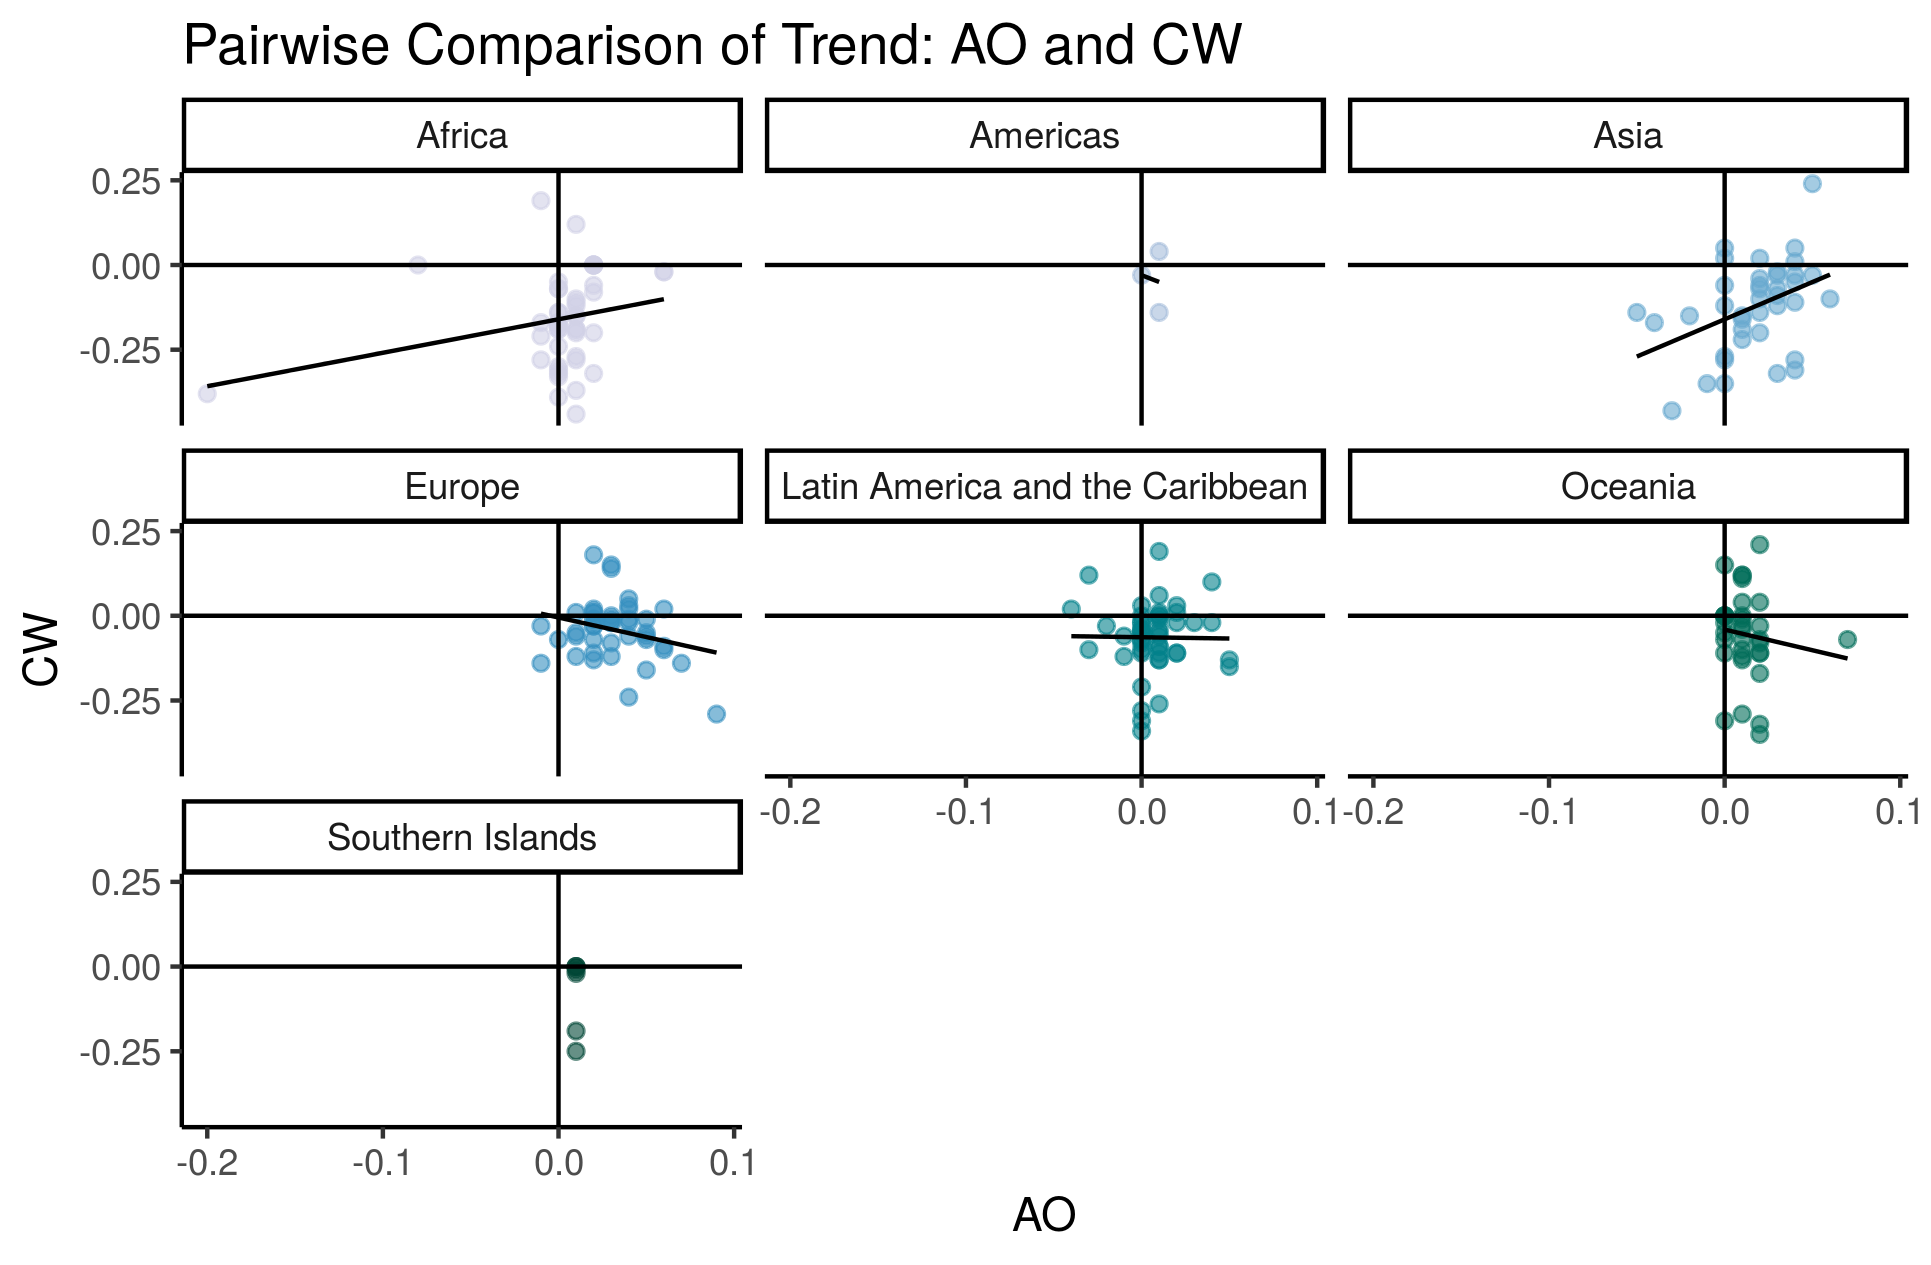 Pairwise Comparison of Trend: AO and CW
Africa
Americas
Asia
0.25
0.00
-0.25
Europe
Latin America and the Caribbean
Oceania
0.25
0.00
-0.25
CW
-0.2 -0.1 0.0 0.1
-0.2 -0.1 0.0 0.1
Southern Islands
0.25
0.00
-0.25
-0.2 -0.1 0.0 0.1
AO